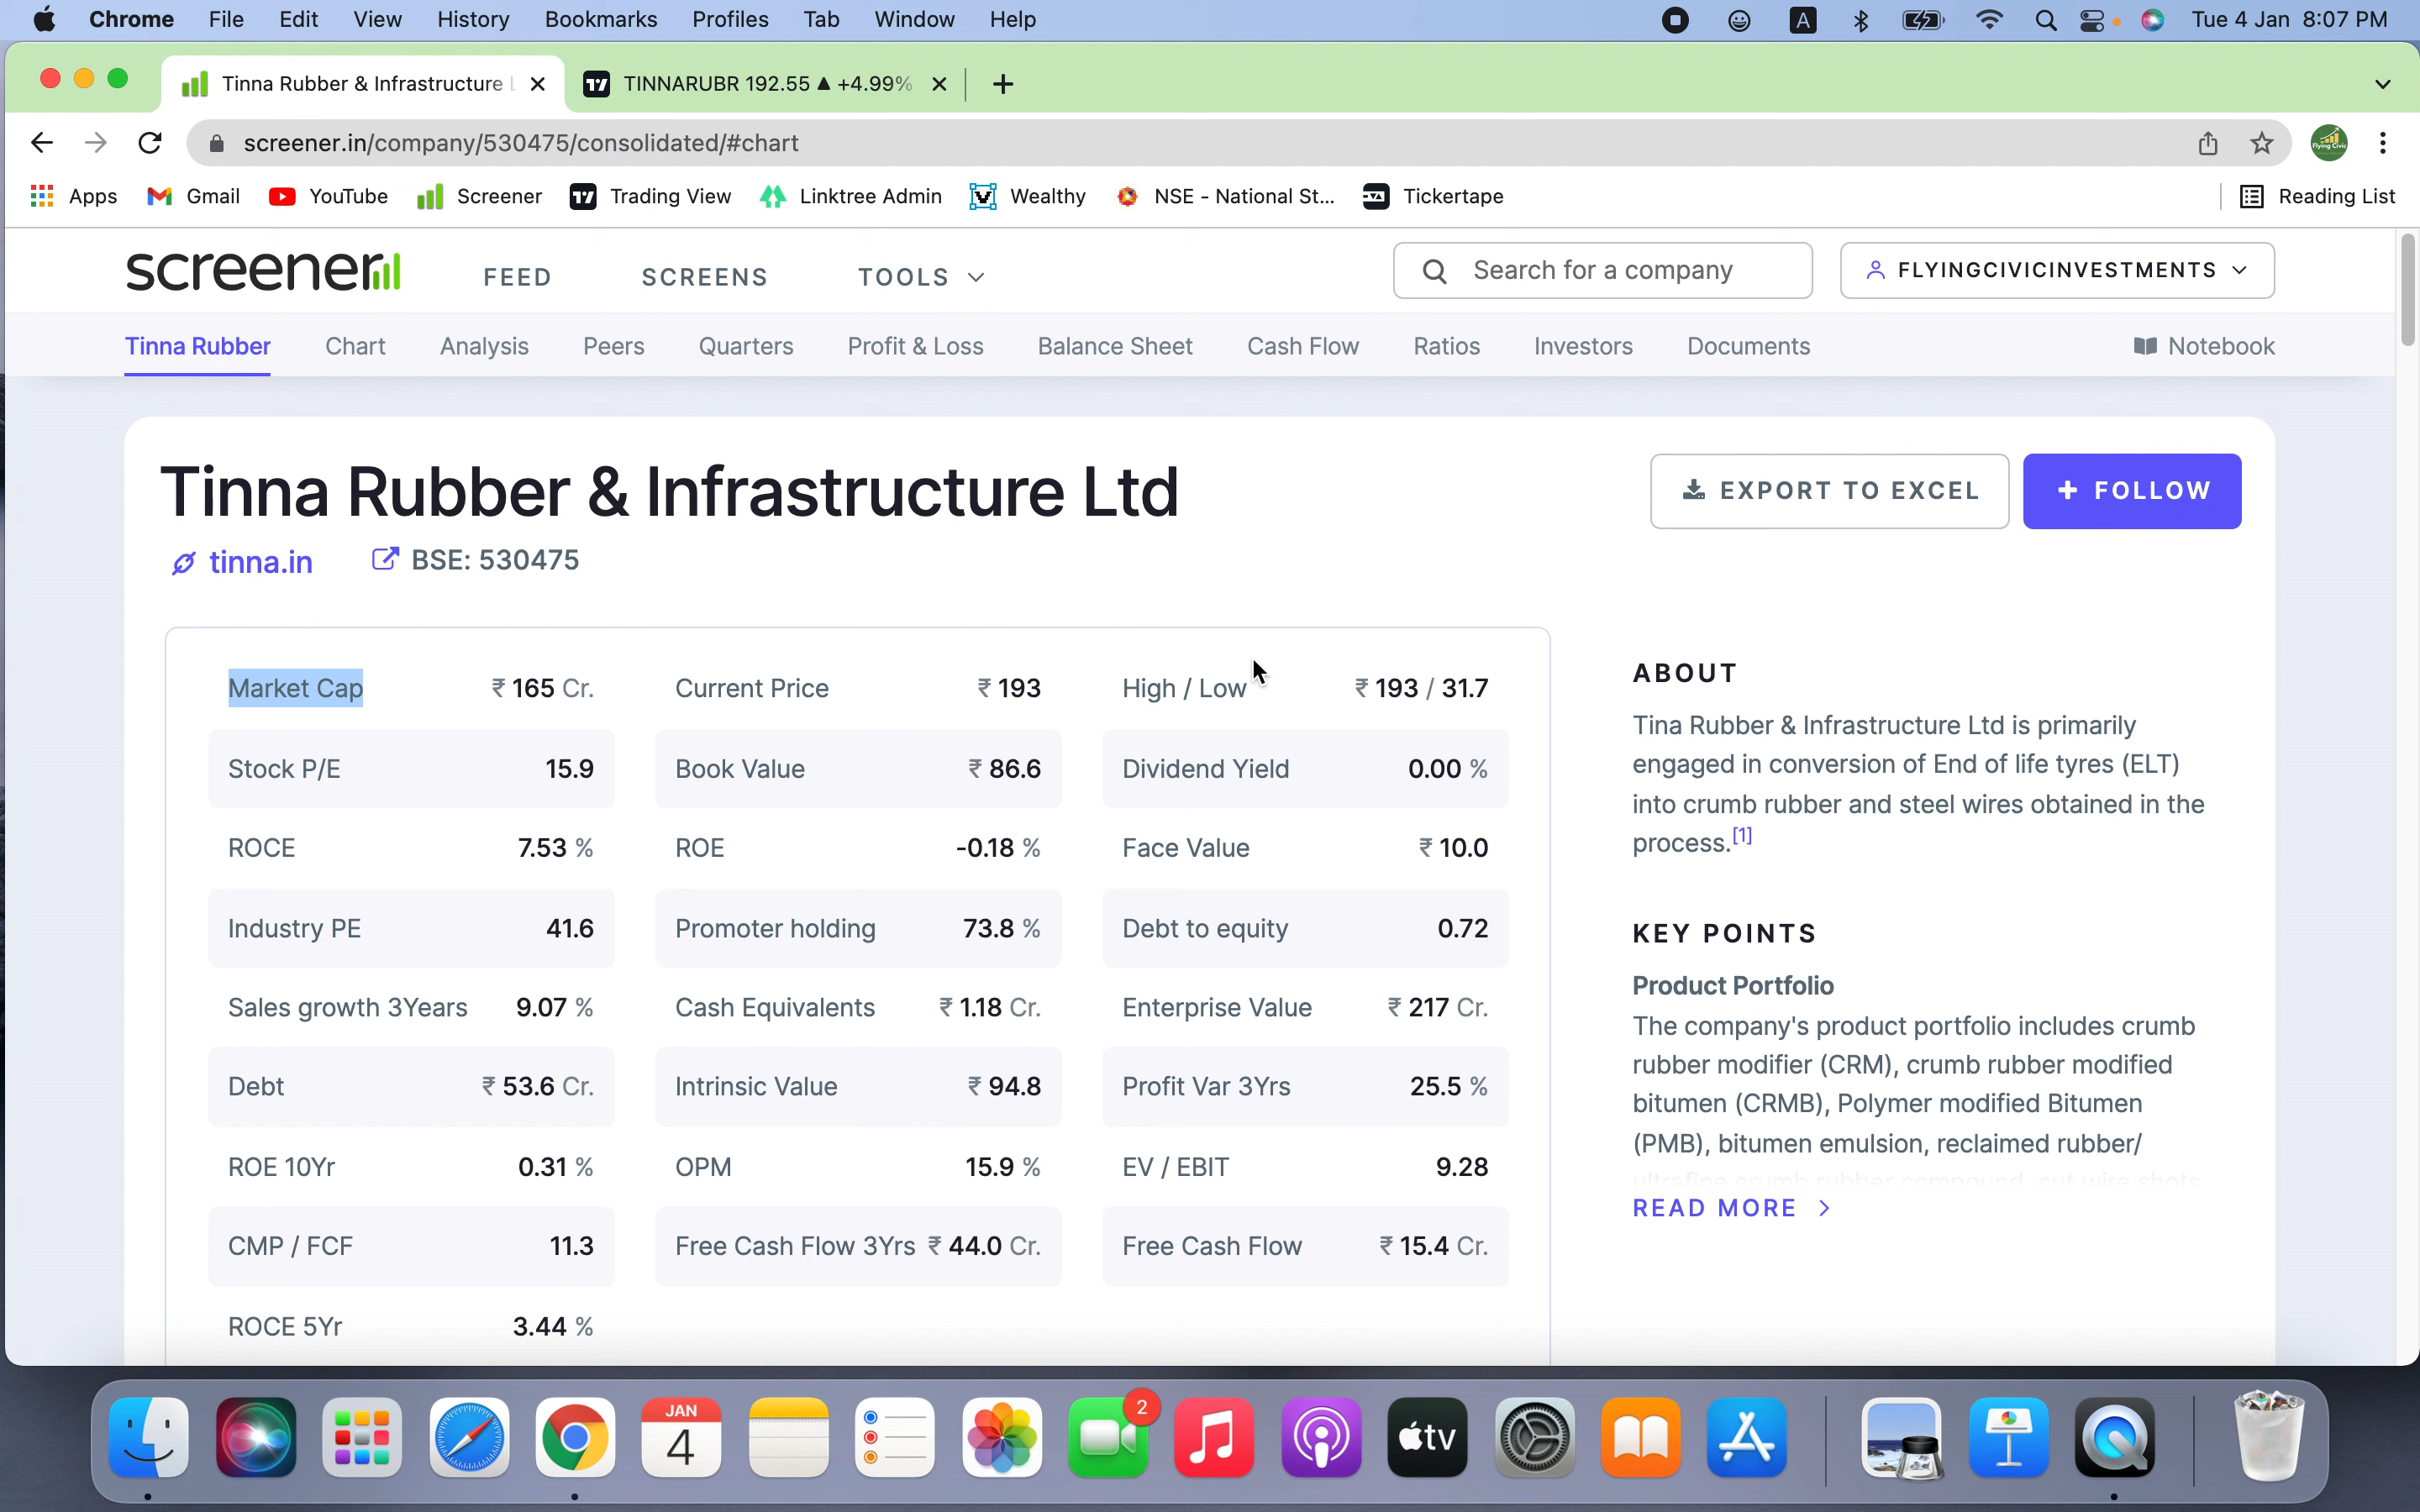 Chrome File Edit View History Bookmarks Profiles Tab Window Help A Tue 4 Jan 8:07 PM
Tinna Rubber & Infrastructure TINNARUBR 192.55 ▲ +4.99%
screener.in/company/530475/consolidated/#chart
Apps Gmail YouTube Screener Trading View Linktree Admin Wealthy NSE - National St... Tickertape Reading List
screener FEED SCREENS TOOLS Search for a company FLYINGCIVICINVESTMENTS
Tinna Rubber Chart Analysis Peers Quarters Profit & Loss Balance Sheet Cash Flow Ratios Investors Documents Notebook
Tinna Rubber & Infrastructure Ltd EXPORT TO EXCEL + FOLLOW
tinna.in BSE: 530475
Market Cap ₹ 165 Cr. Current Price ₹ 193 High / Low ₹ 193 / 31.7
Stock P/E 15.9 Book Value ₹ 86.6 Dividend Yield 0.00 %
ROCE 7.53 % ROE -0.18 % Face Value ₹ 10.0
Industry PE 41.6 Promoter holding 73.8 % Debt to equity 0.72
Sales growth 3Years 9.07 % Cash Equivalents ₹ 1.18 Cr. Enterprise Value ₹ 217 Cr.
Debt ₹ 53.6 Cr. Intrinsic Value ₹ 94.8 Profit Var 3Yrs 25.5 %
ROE 10Yr 0.31 % OPM 15.9 % EV / EBIT 9.28
CMP / FCF 11.3 Free Cash Flow 3Yrs ₹ 44.0 Cr. Free Cash Flow ₹ 15.4 Cr.
ROCE 5Yr 3.44 %
ABOUT
Tina Rubber & Infrastructure Ltd is primarily
engaged in conversion of End of life tyres (ELT)
into crumb rubber and steel wires obtained in the
process.[1]
KEY POINTS
Product Portfolio
The company's product portfolio includes crumb
rubber modifier (CRM), crumb rubber modified
bitumen (CRMB), Polymer modified Bitumen
(PMB), bitumen emulsion, reclaimed rubber/
ultrafine crumb rubber compound, cut wire shots
READ MORE >
JAN
4
2
tv